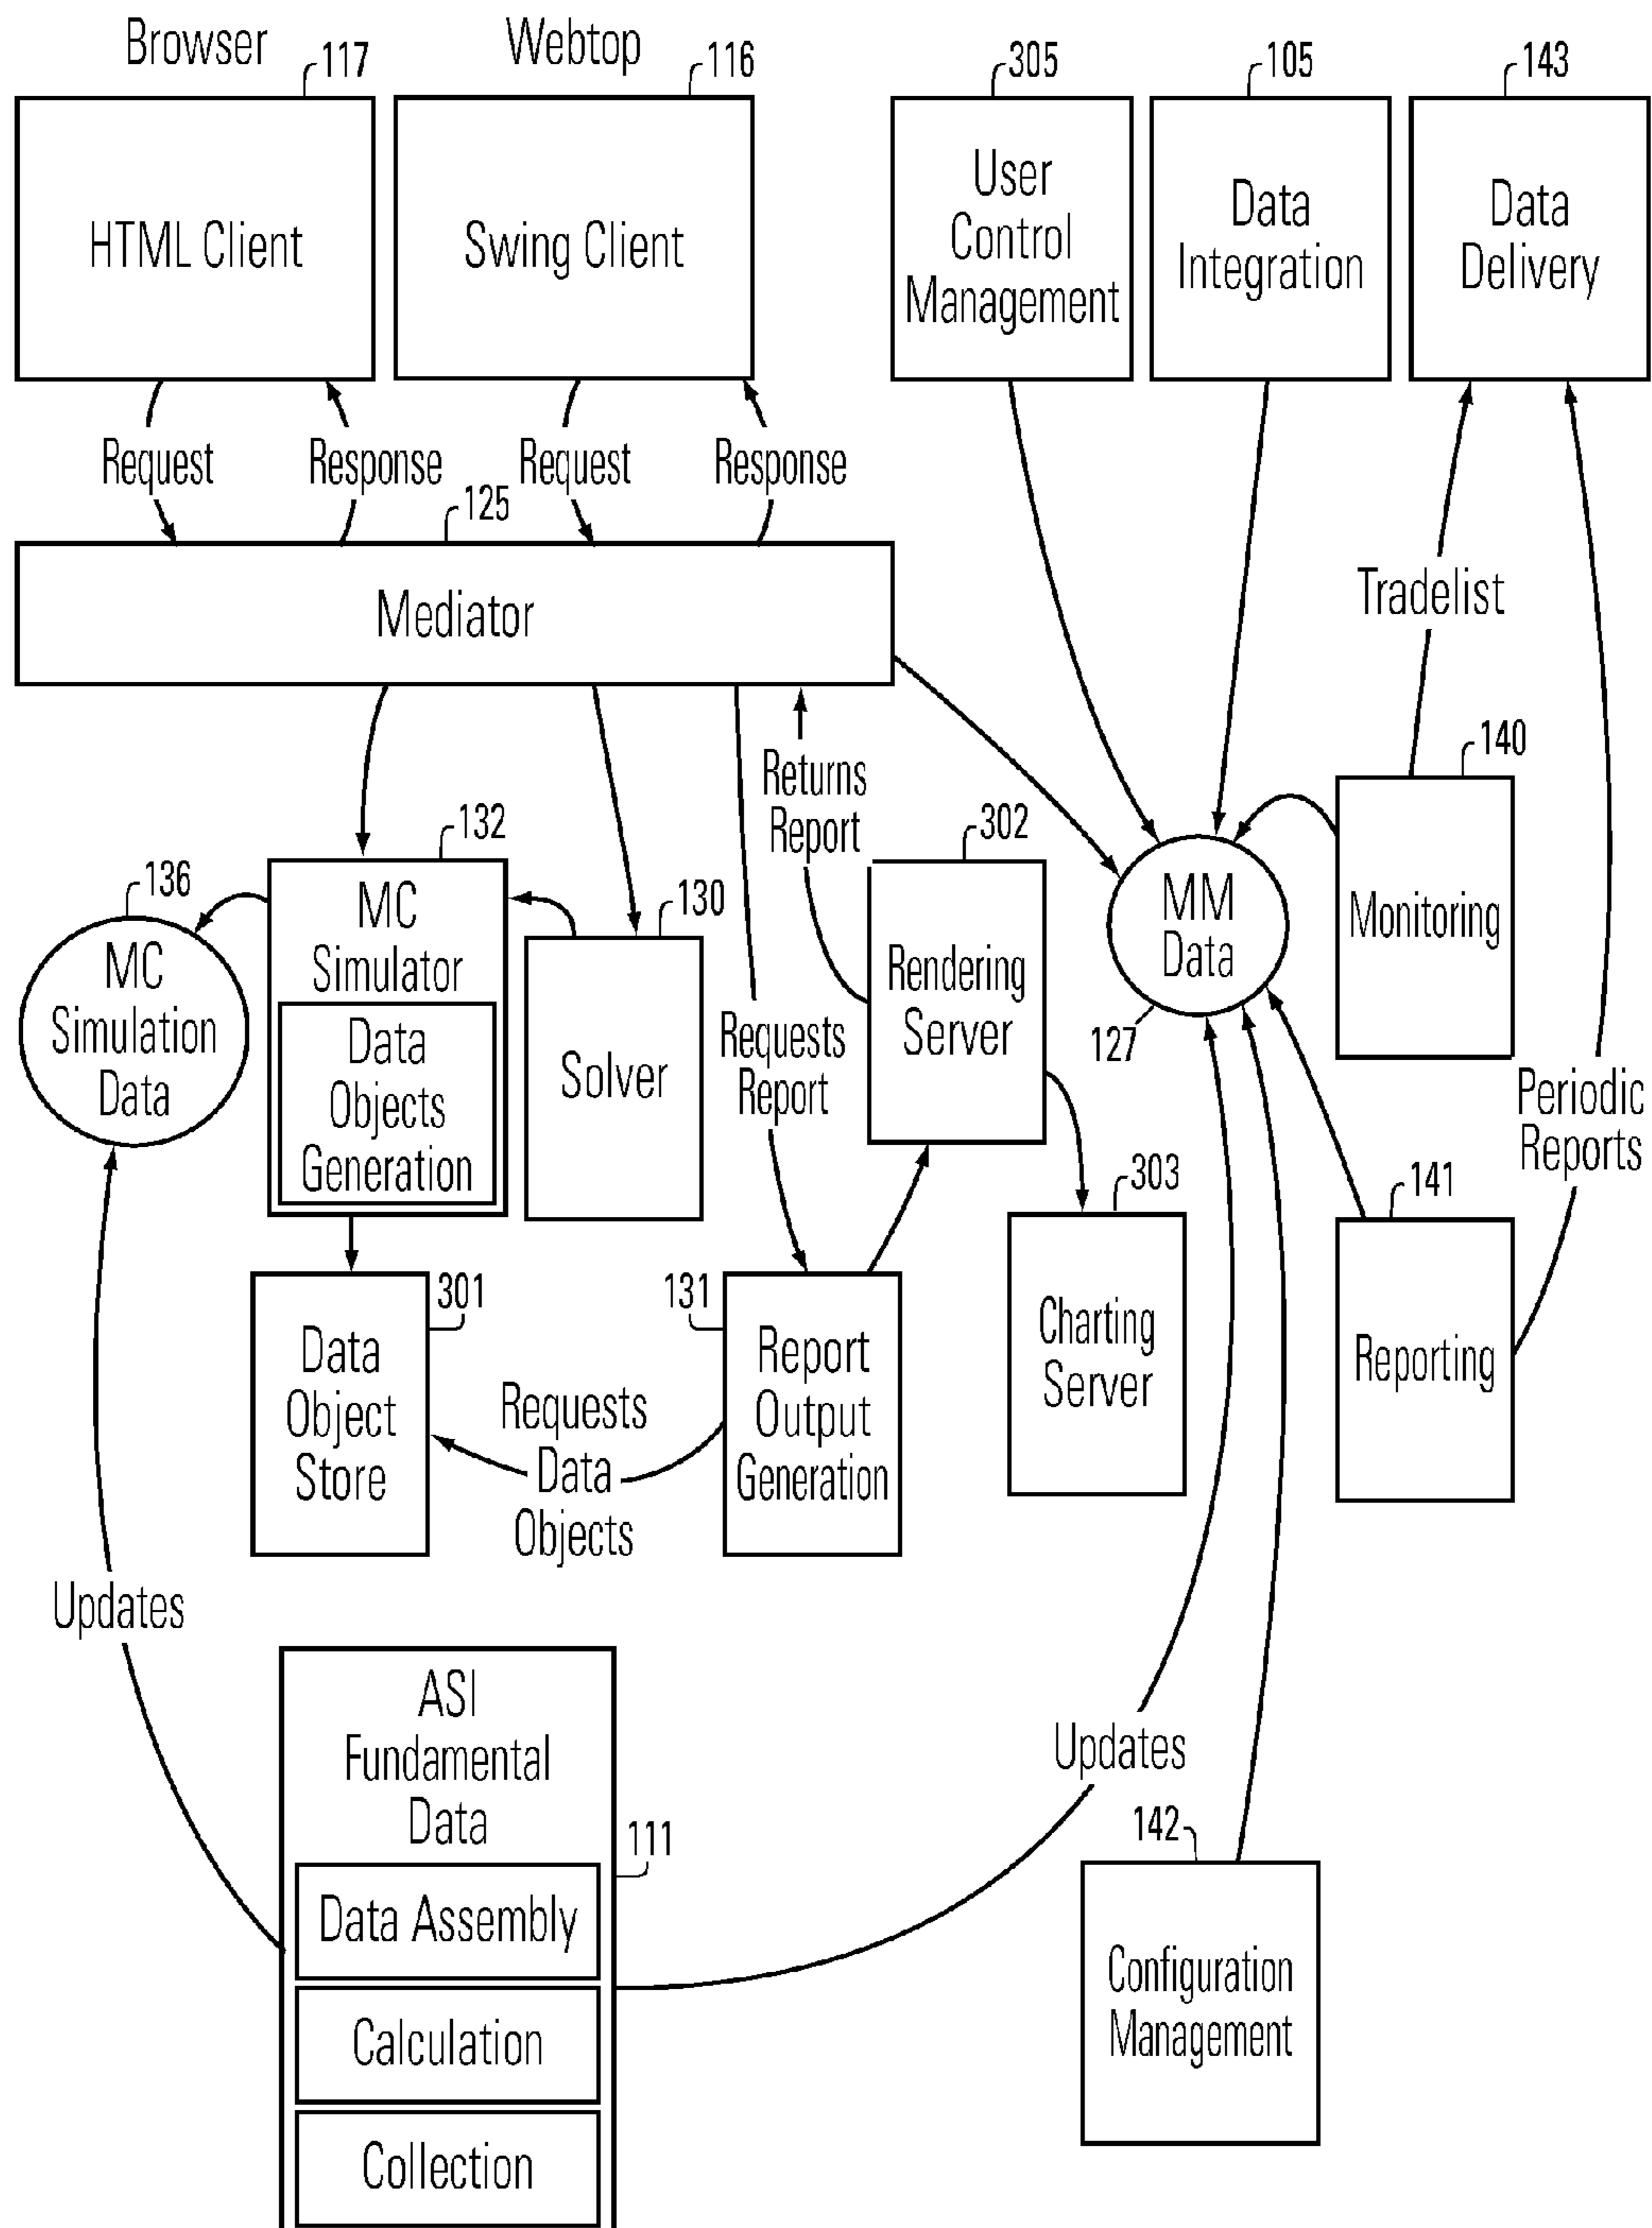 Browser
117
Webtop
116
305
105
143
HTML Client
Swing Client
User
Control
Management
Data
Integration
Data
Delivery
Request
Response
Request
Response
125
Mediator
Tradelist
Returns
Report
140
132
302
136
130
MC
Simulator
MC
Simulation
Data
Data
Objects
Generation
Solver
Rendering
Server
MM
Data
Monitoring
127
Requests
Report
Periodic
Reports
303
141
301
131
Data
Object
Store
Requests
Data
Objects
Report
Output
Generation
Charting
Server
Reporting
Updates
ASI
Fundamental
Data
Updates
111
142
Data Assembly
Calculation
Collection
Configuration
Management